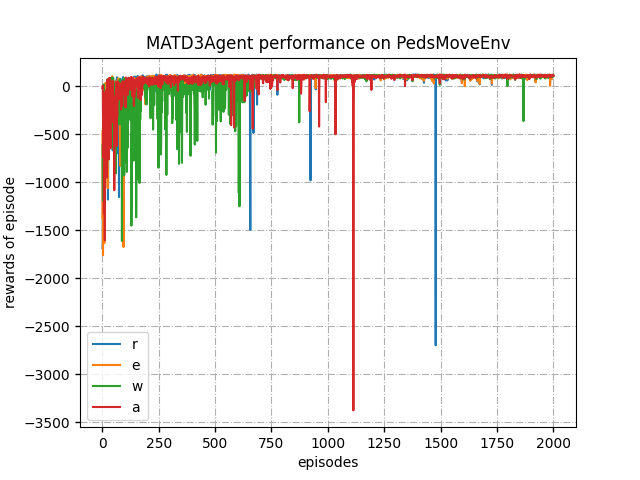 MATD3Agent performance on PedsMoveEnv
rewards of episode
0
−500
−1000
−1500
−2000
−2500
−3000
−3500
r
e
w
a
0 250 500 750 1000 1250 1500 1750 2000
episodes